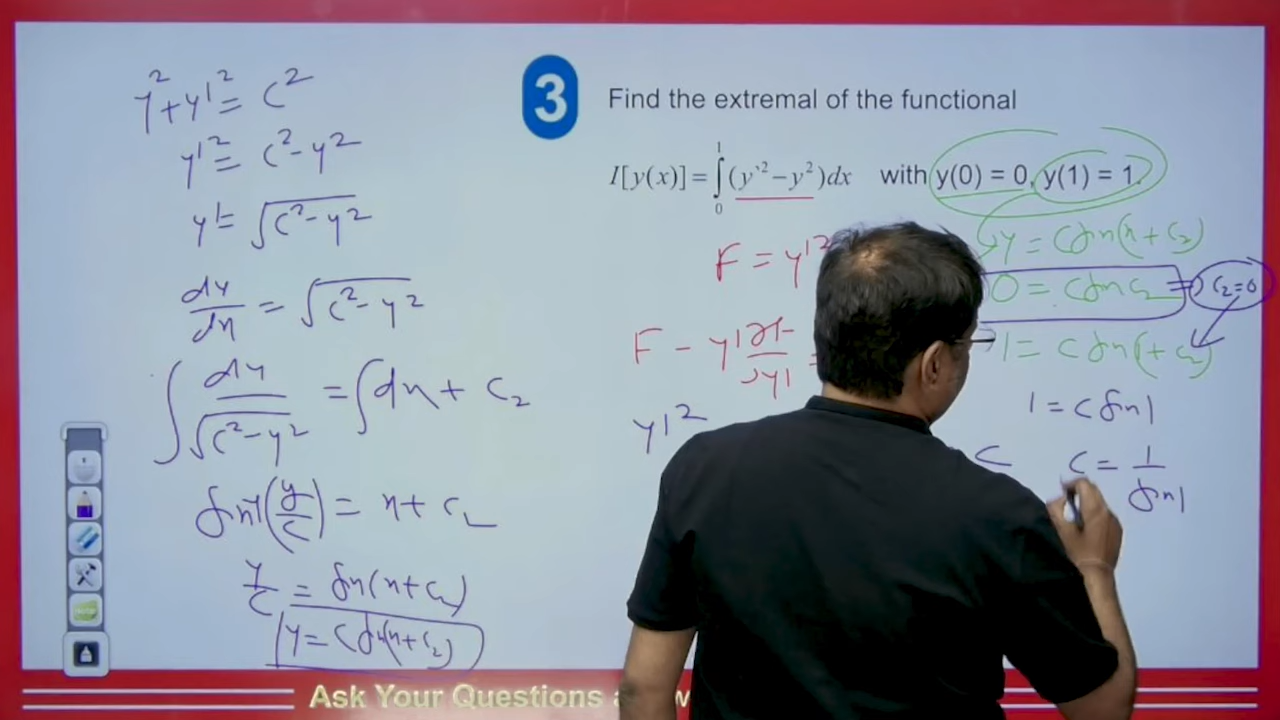 y² + y'² = c²
y'² = c² - y²
y' = √(c² - y²)
dy/dx = √(c² - y²)
∫ dy/√(c² - y²) = ∫dx + c₂
sin⁻¹(y/c) = x + c₂
y/c = sin(x + c₂)
y = c sin(x + c₂)
3
Find the extremal of the functional
I[y(x)] = ∫₀¹ (y'² - y²)dx with y(0) = 0, y(1) = 1.
F = y'²
F - y' ∂F/∂y' =
y'²
c
y = c sin(x + c₂)
0 = c sin c₂ ⇒ c₂ = 0
1 = c sin(1 + c₂)
1 = c sin 1
c = 1/sin 1
Ask Your Questions